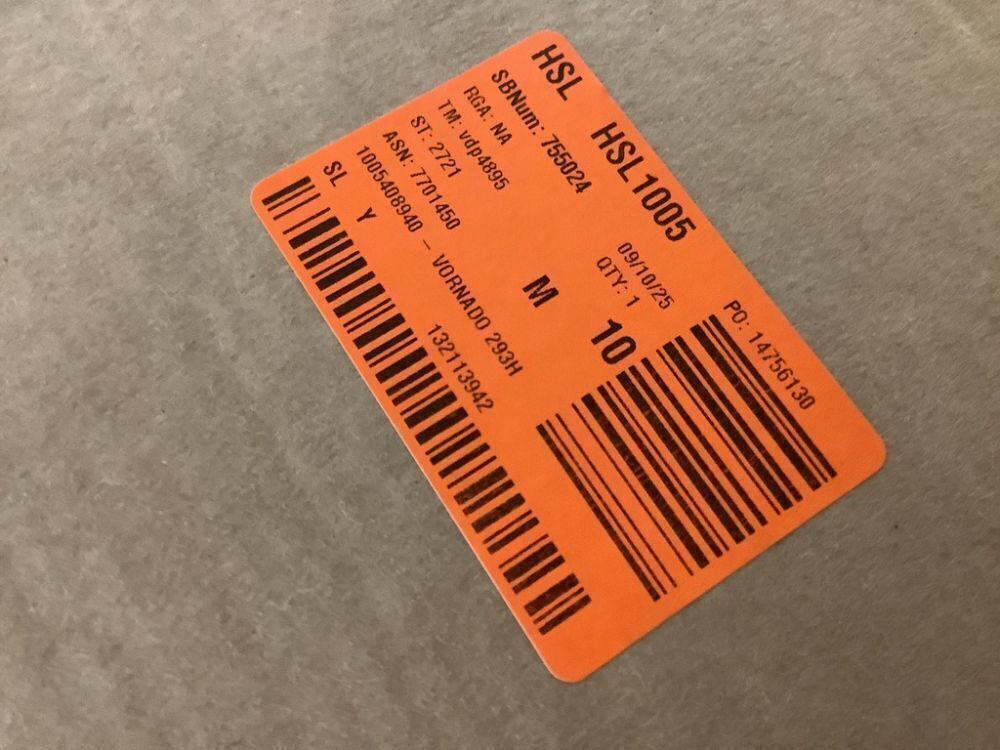 HSL HSL1005
SBNum: 755024
RGA: NA
09/10/25
PO: 14756130
TM: vdp4895
QTY: 1
ST: 2721
M 10
ASN: 7701450
1005408940 – VORNADO 293H
SL Y 132113942